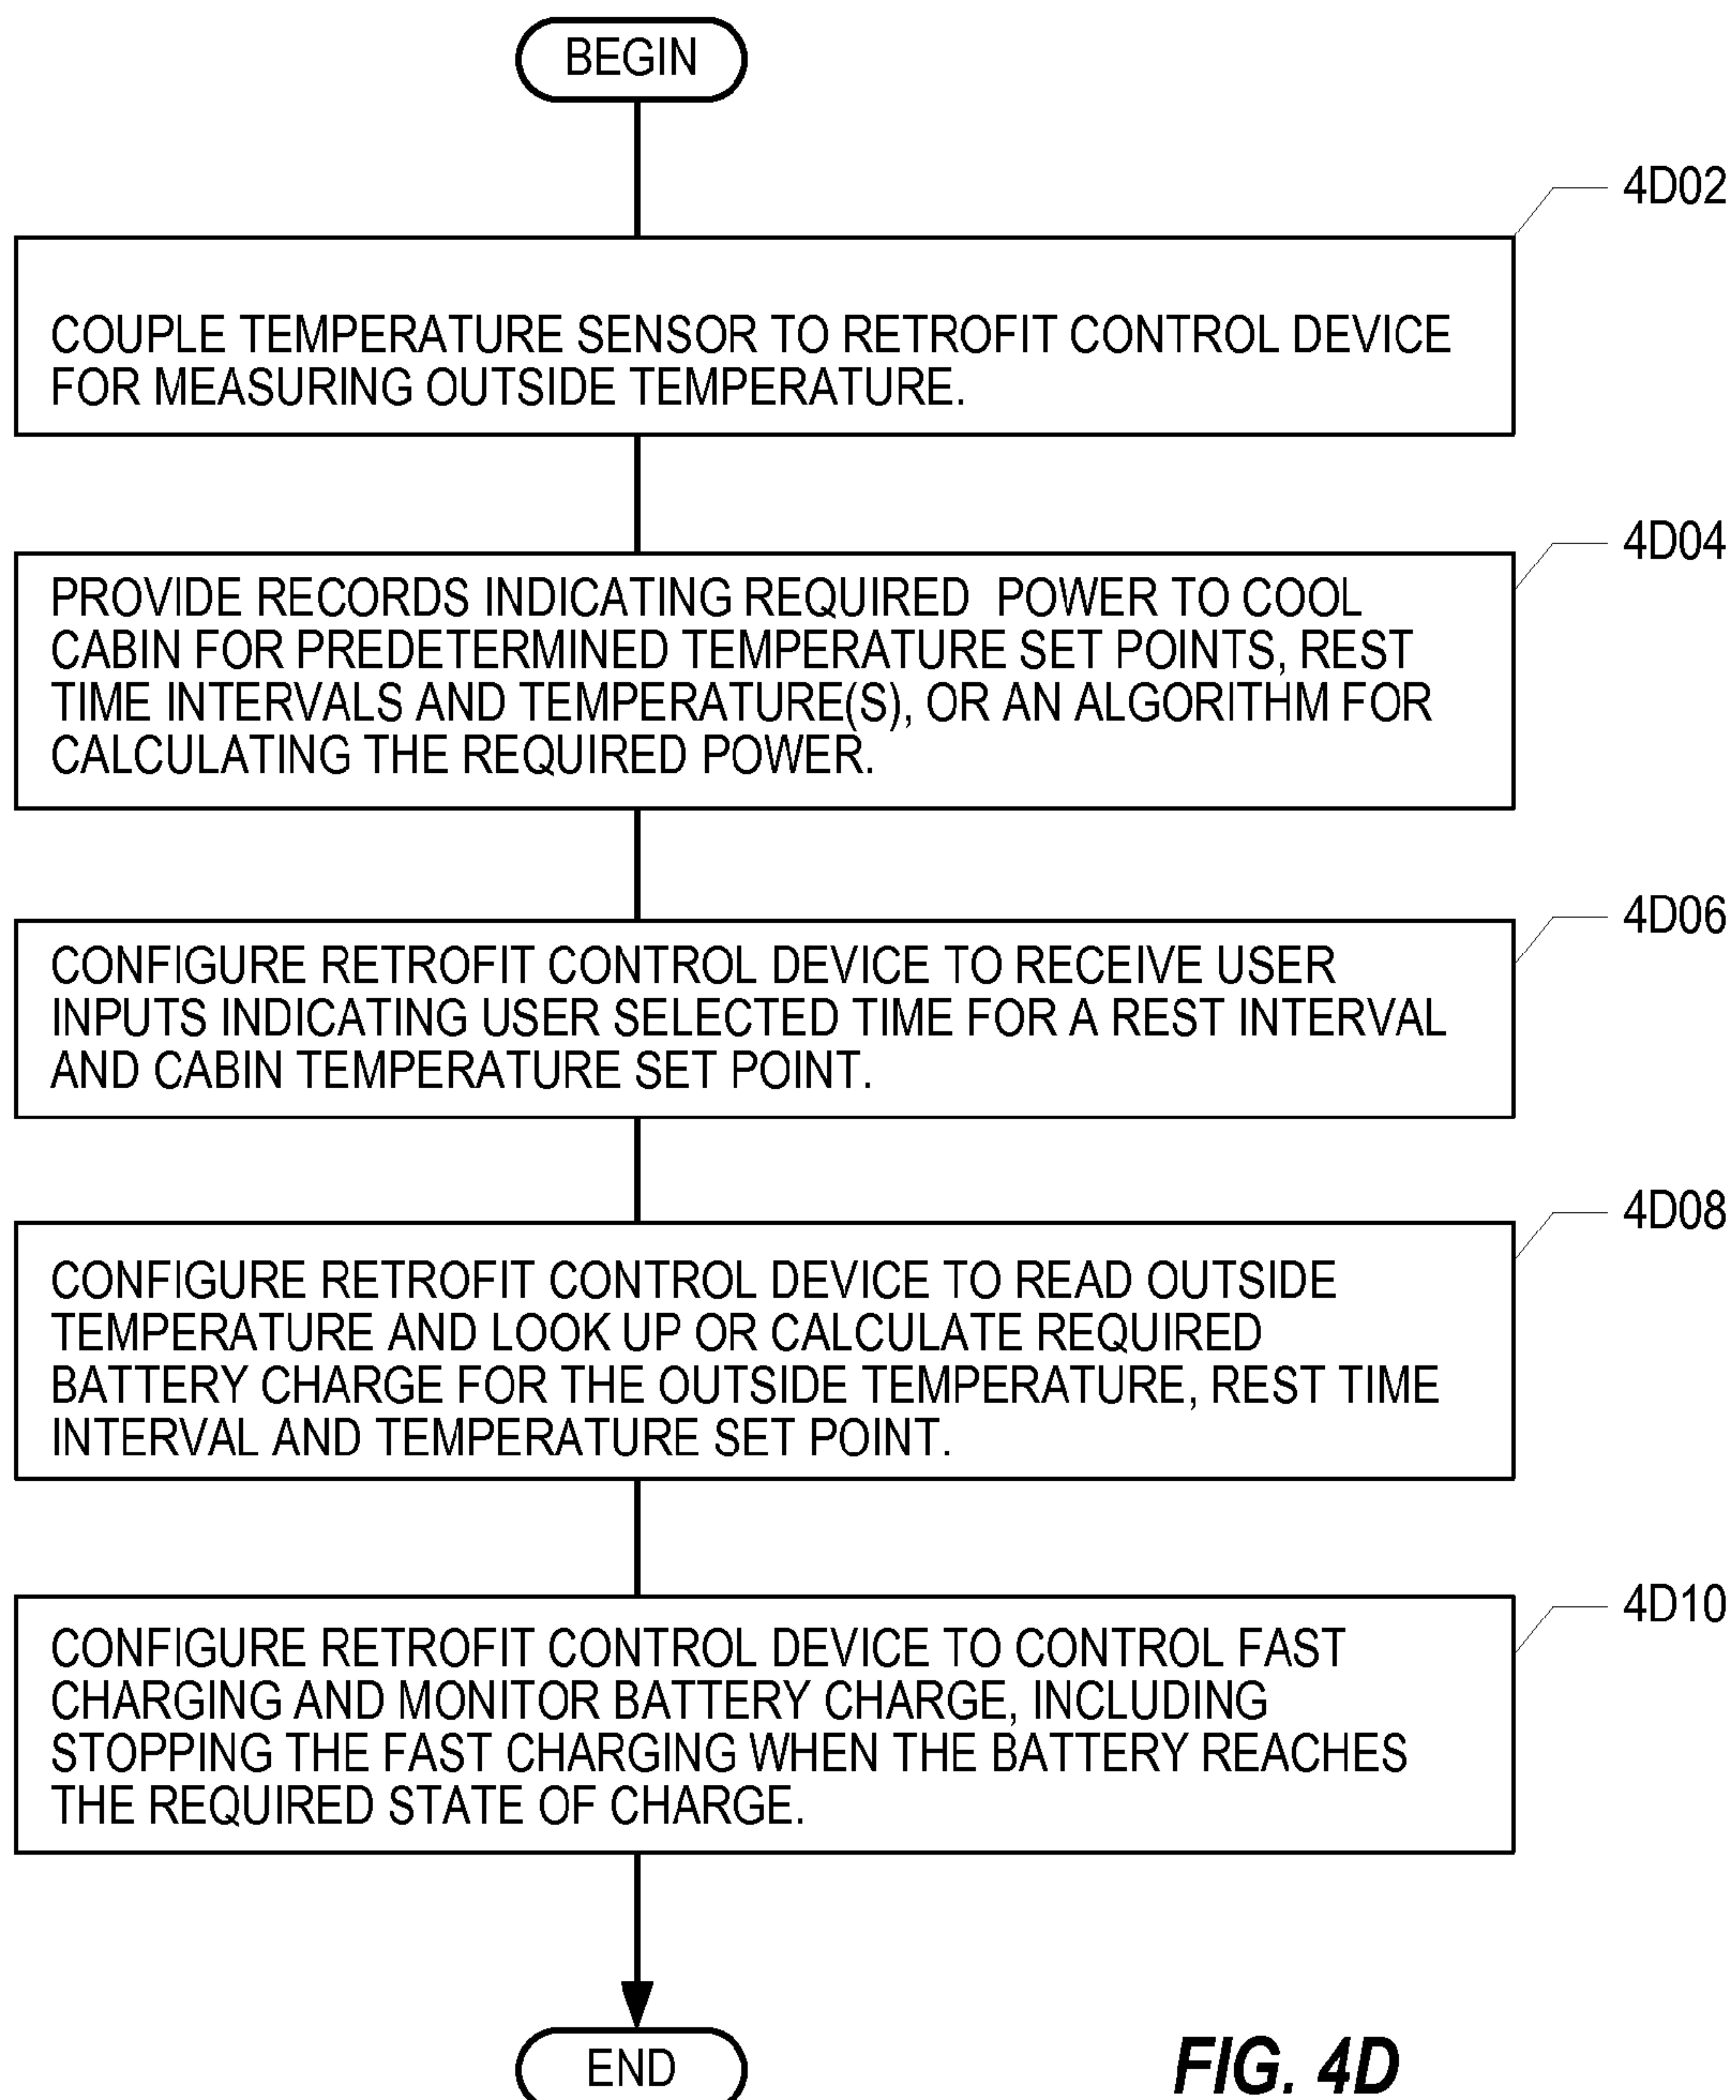 BEGIN
4D02
COUPLE TEMPERATURE SENSOR TO RETROFIT CONTROL DEVICE
FOR MEASURING OUTSIDE TEMPERATURE.
4D04
PROVIDE RECORDS INDICATING REQUIRED POWER TO COOL
CABIN FOR PREDETERMINED TEMPERATURE SET POINTS, REST
TIME INTERVALS AND TEMPERATURE(S), OR AN ALGORITHM FOR
CALCULATING THE REQUIRED POWER.
4D06
CONFIGURE RETROFIT CONTROL DEVICE TO RECEIVE USER
INPUTS INDICATING USER SELECTED TIME FOR A REST INTERVAL
AND CABIN TEMPERATURE SET POINT.
4D08
CONFIGURE RETROFIT CONTROL DEVICE TO READ OUTSIDE
TEMPERATURE AND LOOK UP OR CALCULATE REQUIRED
BATTERY CHARGE FOR THE OUTSIDE TEMPERATURE, REST TIME
INTERVAL AND TEMPERATURE SET POINT.
4D10
CONFIGURE RETROFIT CONTROL DEVICE TO CONTROL FAST
CHARGING AND MONITOR BATTERY CHARGE, INCLUDING
STOPPING THE FAST CHARGING WHEN THE BATTERY REACHES
THE REQUIRED STATE OF CHARGE.
END
FIG. 4D